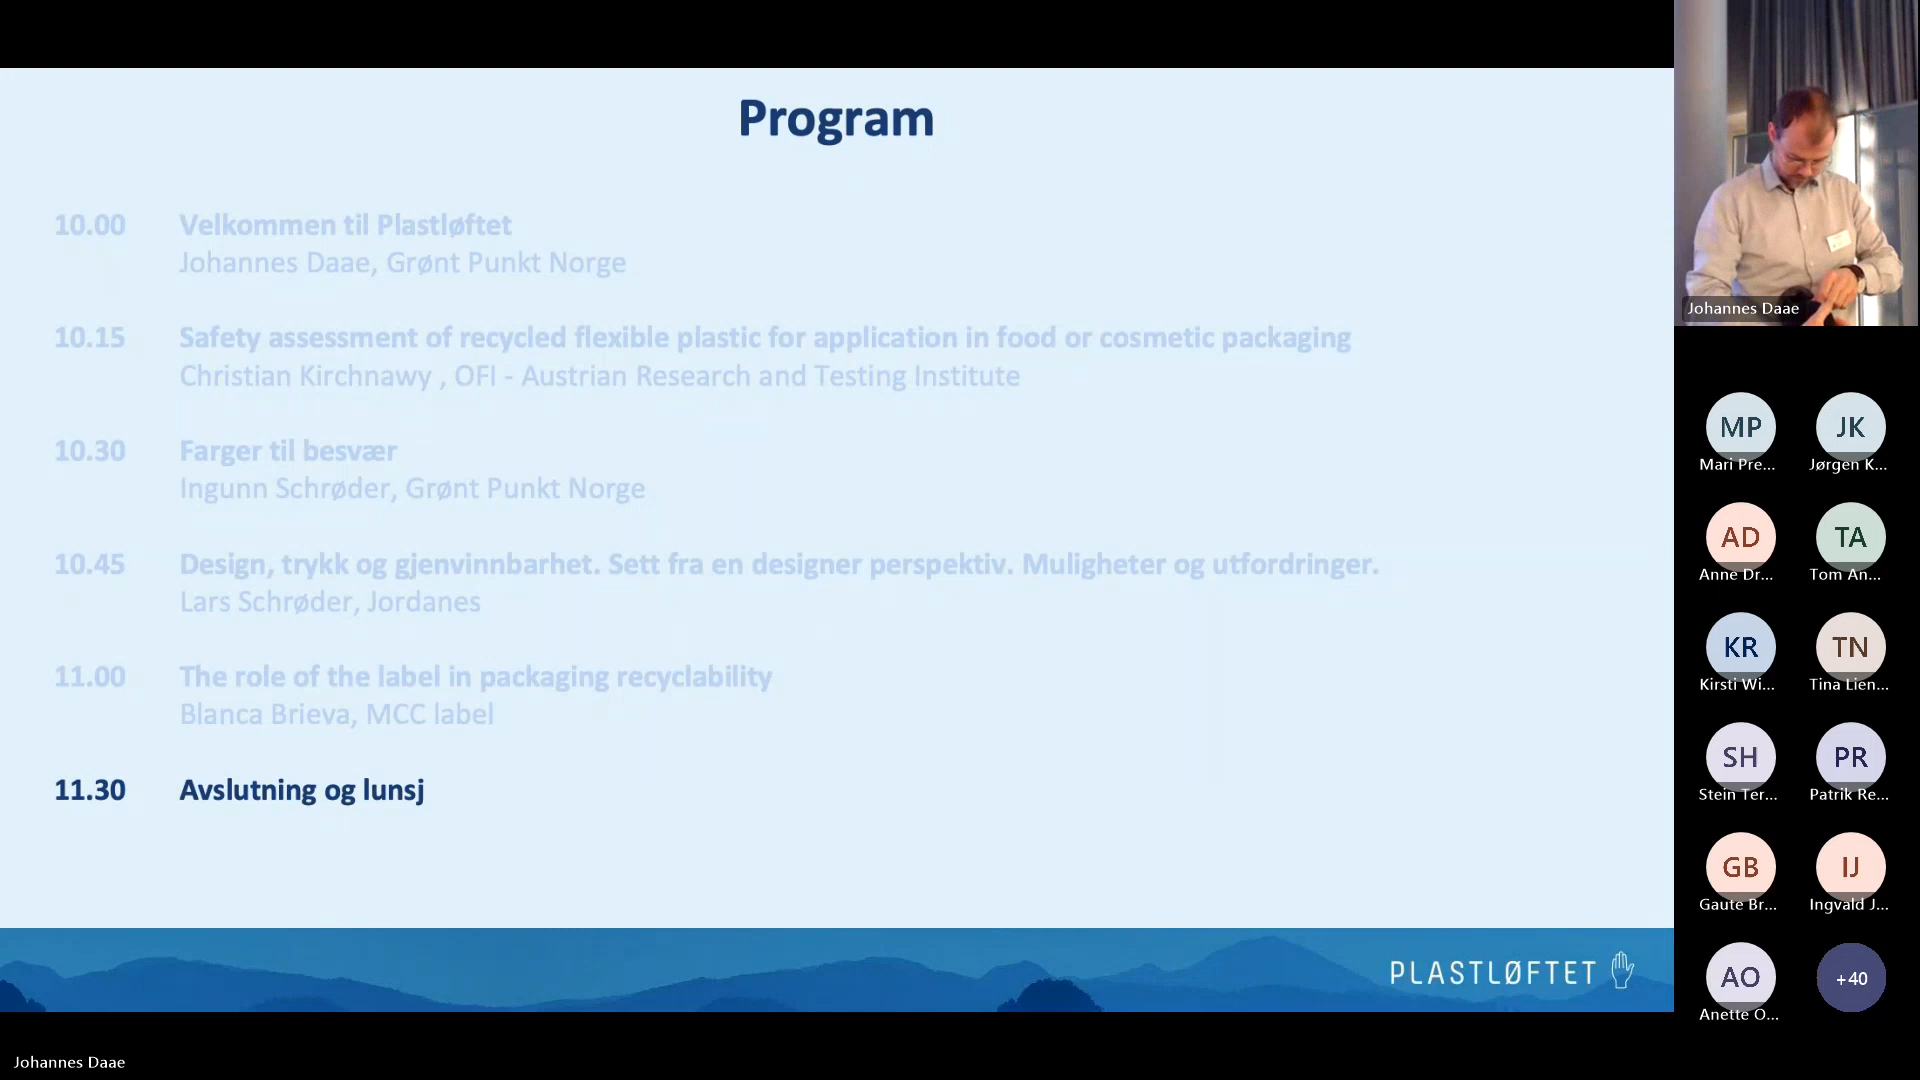 Program
10.00 Velkommen til Plastløftet
Johannes Daae, Grønt Punkt Norge
10.15 Safety assessment of recycled flexible plastic for application in food or cosmetic packaging
Christian Kirchnawy , OFI - Austrian Research and Testing Institute
10.30 Farger til besvær
Ingunn Schrøder, Grønt Punkt Norge
10.45 Design, trykk og gjenvinnbarhet. Sett fra en designer perspektiv. Muligheter og utfordringer.
Lars Schrøder, Jordanes
11.00 The role of the label in packaging recyclability
Blanca Brieva, MCC label
11.30 Avslutning og lunsj
PLASTLØFTET
Johannes Daae
Johannes Daae
MP JK
Mari Pre... Jørgen K...
AD TA
Anne Dr... Tom An...
KR TN
Kirsti Wi... Tina Lien...
SH PR
Stein Ter... Patrik Re...
GB IJ
Gaute Br... Ingvald J...
AO +40
Anette O...